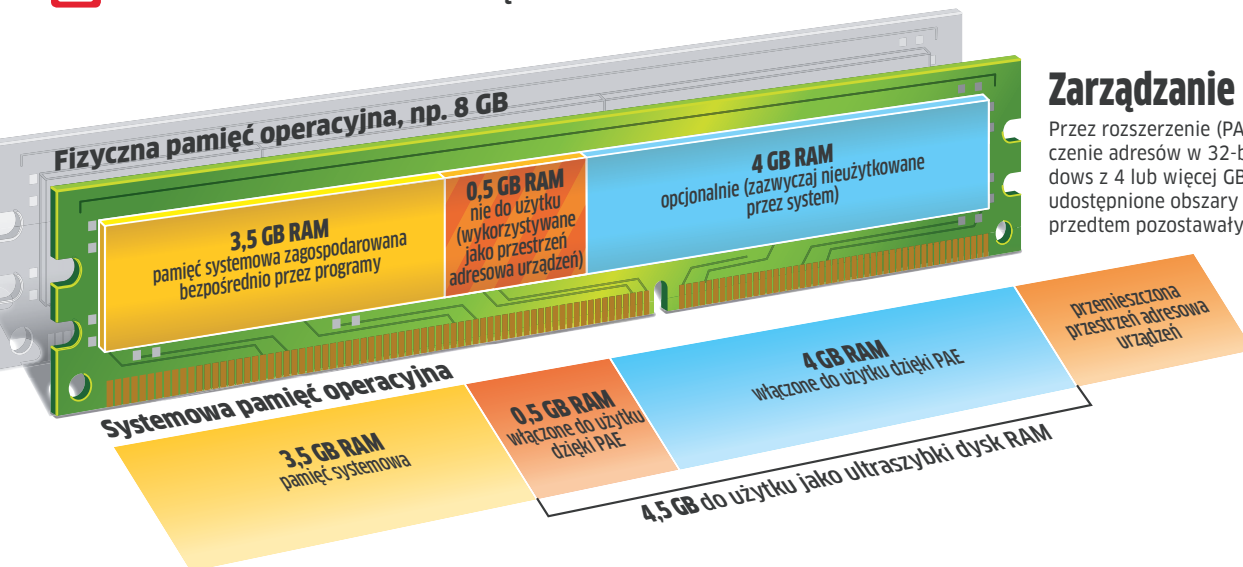 Fizyczna pamięć operacyjna, np. 8 GB
3,5 GB RAM
pamięć systemowa zagospodarowana
bezpośrednio przez programy
0,5 GB RAM
nie do użytku
(wykorzystywane
jako przestrzeń
adresowa urządzeń)
4 GB RAM
opcjonalnie (zazwyczaj nieużytkowane
przez system)
Zarządzanie
Przez rozszerzenie (PA
czenie adresów w 32-b
dows z 4 lub więcej GB
udostępnione obszary
przedtem pozostawały
Systemowa pamięć operacyjna
3,5 GB RAM
pamięć systemowa
0,5 GB RAM
włączone do użytku
dzięki PAE
4 GB RAM
włączone do użytku dzięki PAE
przemieszczona
przestrzeń adresowa
urządzeń
4,5 GB do użytku jako ultraszybki dysk RAM